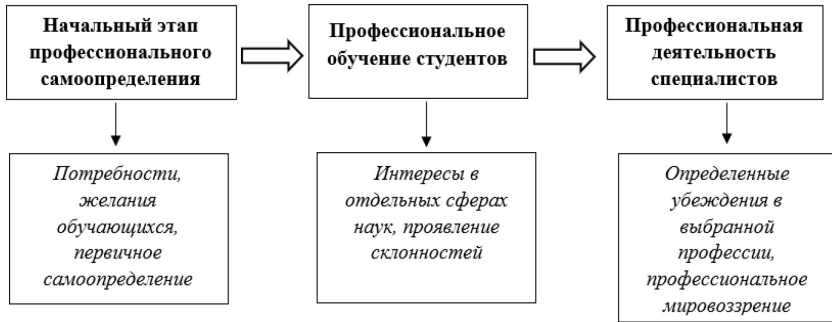 Начальный этап
профессионального
самоопределения
Профессиональное
обучение студентов
Профессиональная
деятельность
специалистов
Потребности,
желания
обучающихся,
первичное
самоопределение
Интересы в
отдельных сферах
наук, проявление
склонностей
Определенные
убеждения в
выбранной
профессии,
профессиональное
мировоззрение